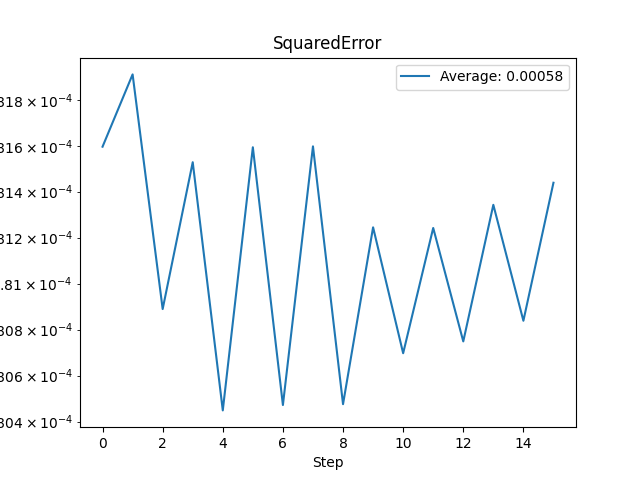 SquaredError
Average: 0.00058
818 × 10⁻⁴
816 × 10⁻⁴
814 × 10⁻⁴
812 × 10⁻⁴
.81 × 10⁻⁴
808 × 10⁻⁴
806 × 10⁻⁴
804 × 10⁻⁴
0 2 4 6 8 10 12 14
Step